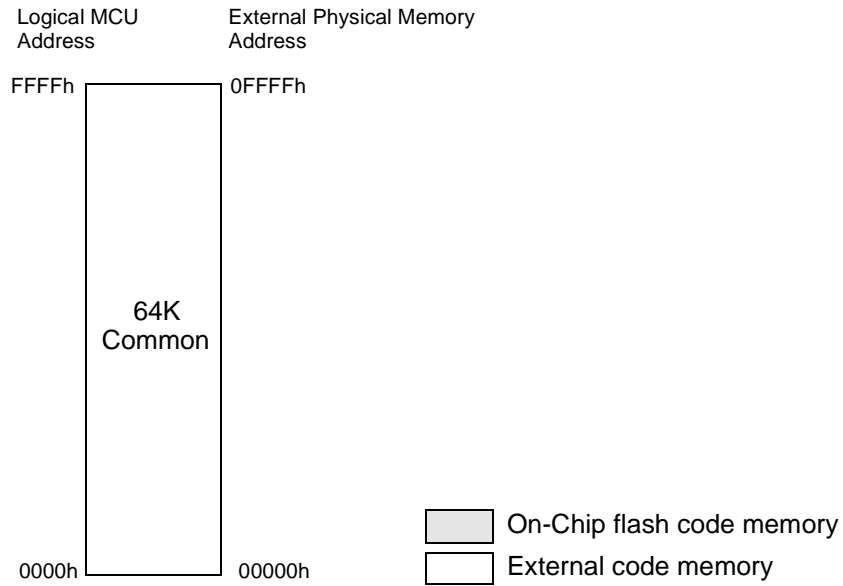 Logical MCU
Address
External Physical Memory
Address
FFFFh
0FFFFh
64K
Common
0000h
00000h
On-Chip flash code memory
External code memory